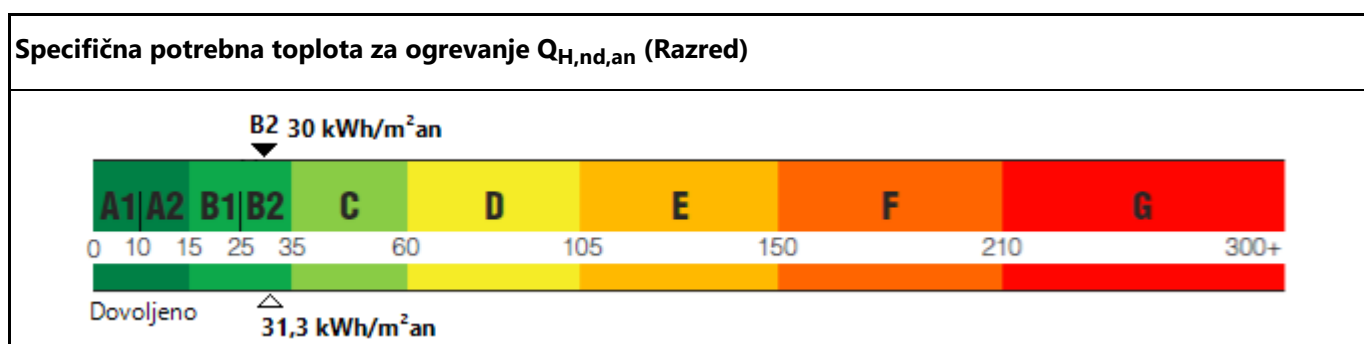 Specifična potrebna toplota za ogrevanje QH,nd,an (Razred)
B2 30 kWh/m²an
A1 A2 B1 B2 C D E F G
0 10 15 25 35 60 105 150 210 300+
Dovoljeno
31,3 kWh/m²an